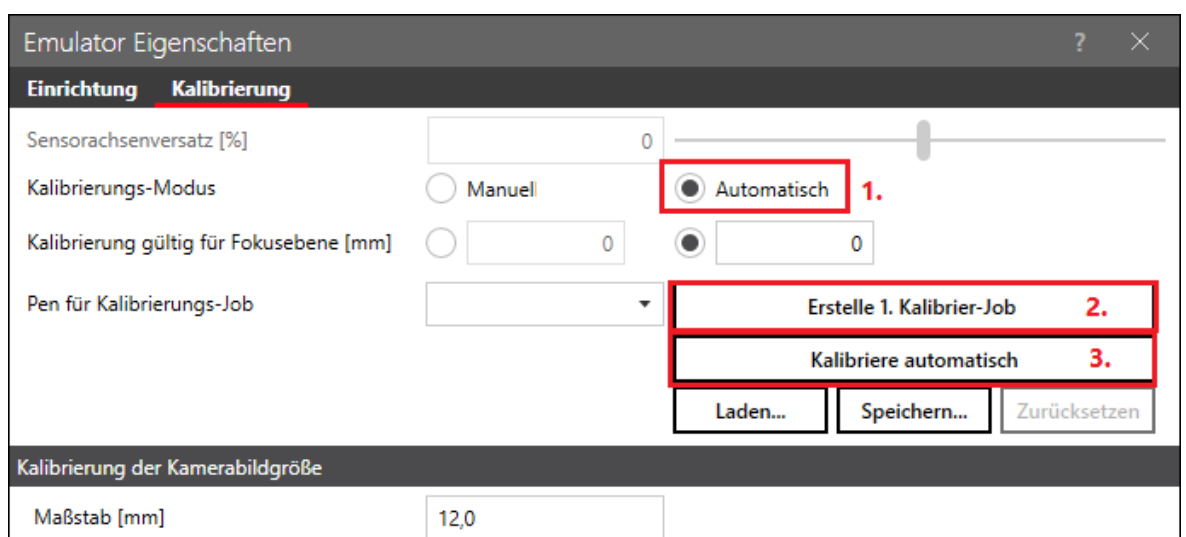 Emulator Eigenschaften ?
Einrichtung Kalibrierung
Sensorachsenversatz [%] 0
Kalibrierungs-Modus Manuell Automatisch 1.
Kalibrierung gültig für Fokusebene [mm] 0 0
Pen für Kalibrierungs-Job Erstelle 1. Kalibrier-Job 2.
Kalibriere automatisch 3.
Laden... Speichern... Zurücksetzen
Kalibrierung der Kamerabildgröße
Maßstab [mm] 12,0